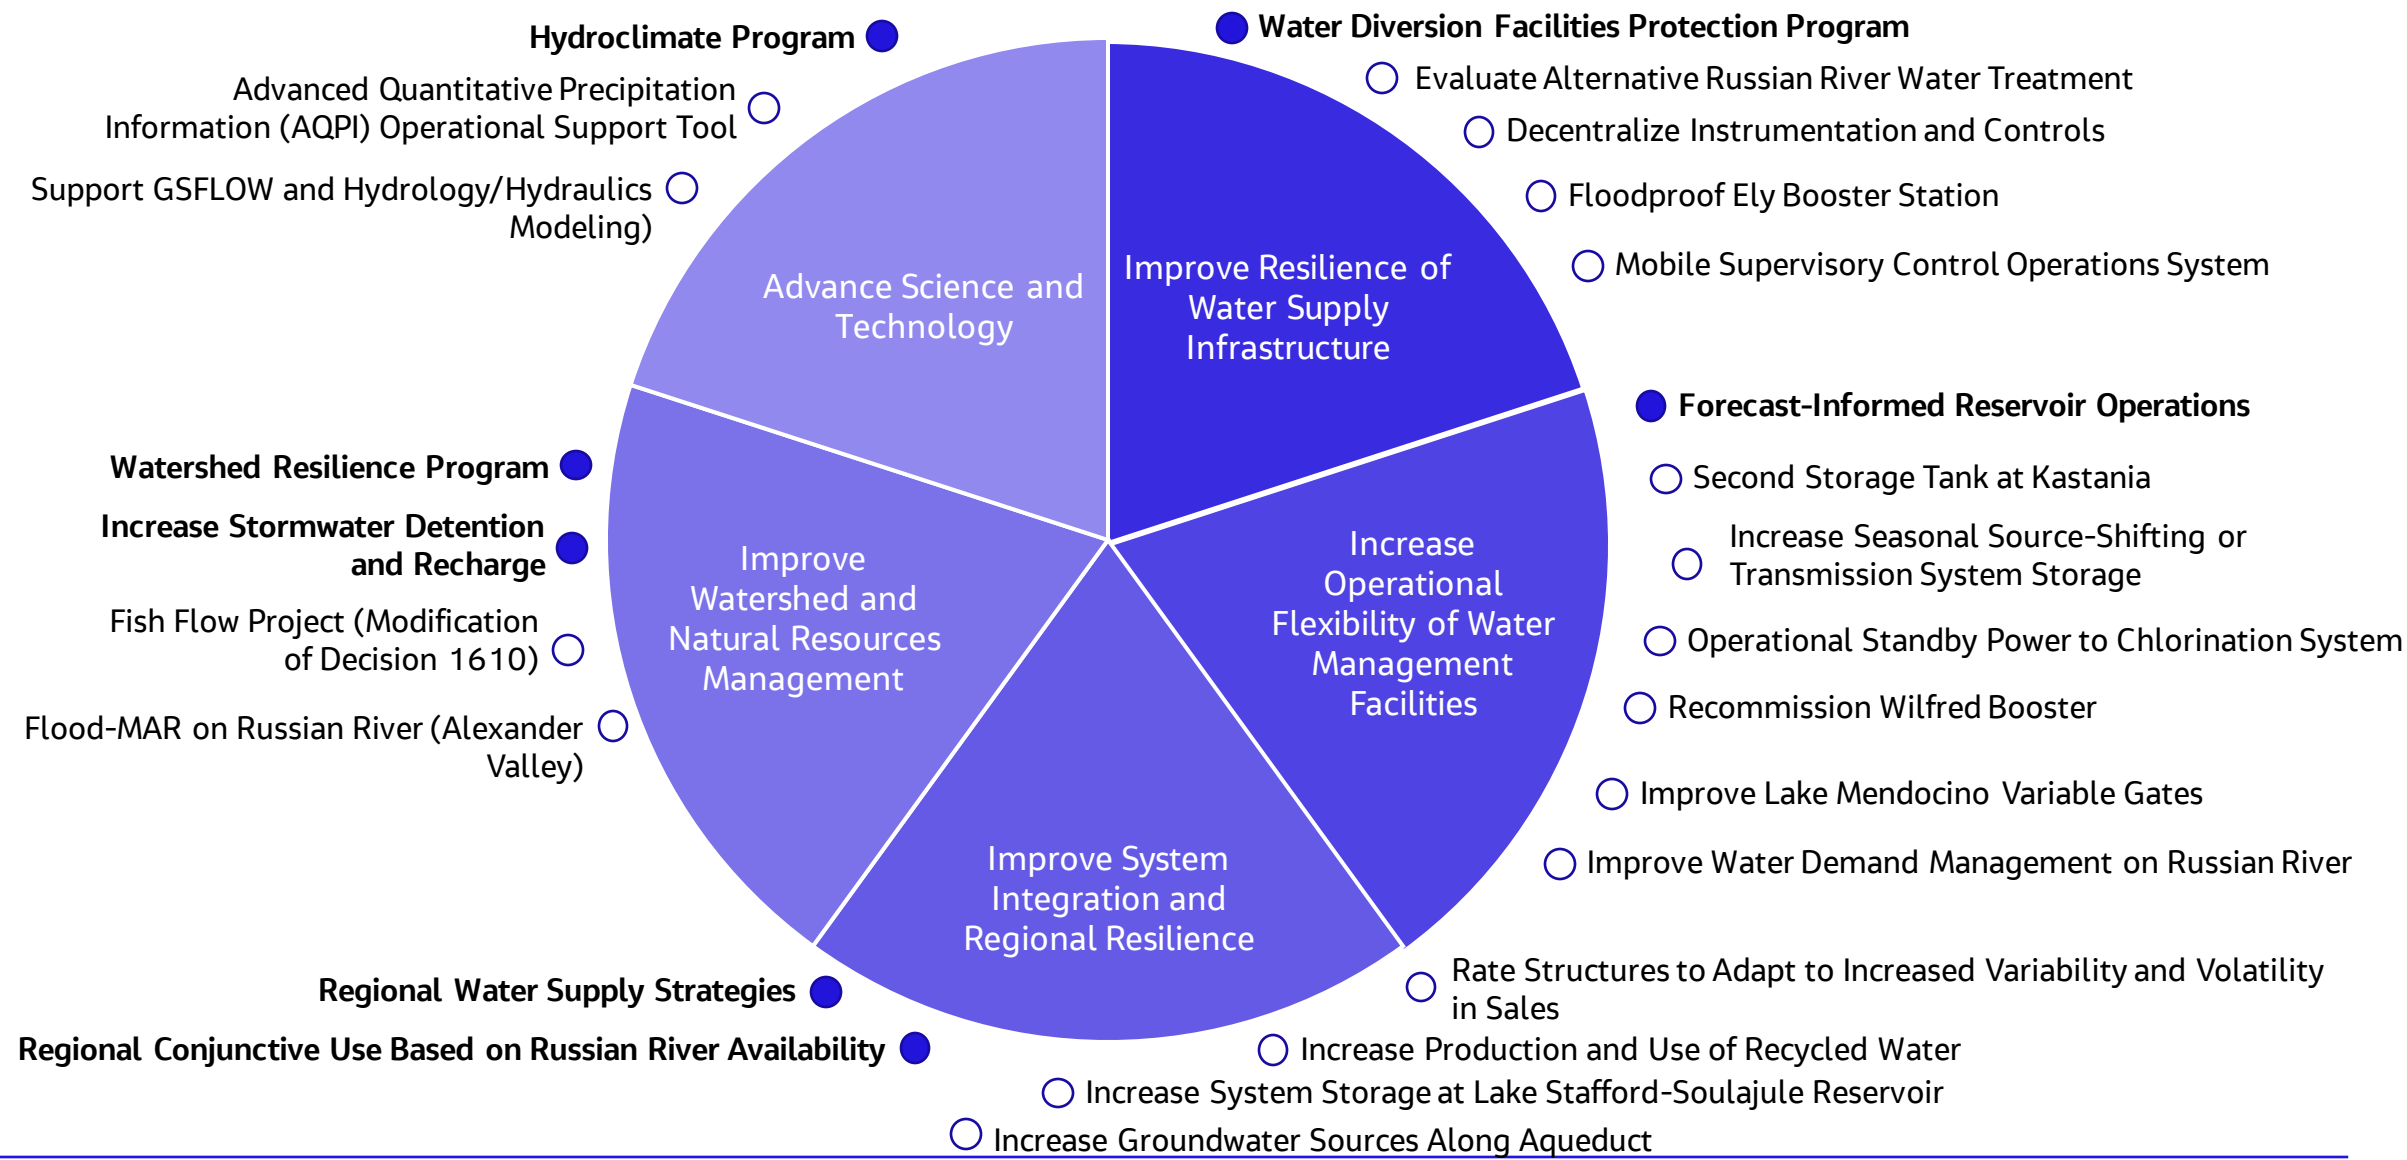 Hydroclimate Program
Advanced Quantitative Precipitation
Information (AQPI) Operational Support Tool
Support GSFLOW and Hydrology/Hydraulics
Modeling)
Water Diversion Facilities Protection Program
Evaluate Alternative Russian River Water Treatment
Decentralize Instrumentation and Controls
Floodproof Ely Booster Station
Mobile Supervisory Control Operations System
Advance Science and
Technology
Improve Resilience of
Water Supply
Infrastructure
Forecast-Informed Reservoir Operations
Second Storage Tank at Kastania
Increase Seasonal Source-Shifting or
Transmission System Storage
Operational Standby Power to Chlorination System
Recommission Wilfred Booster
Improve Lake Mendocino Variable Gates
Improve Water Demand Management on Russian River
Increase
Operational
Flexibility of Water
Management
Facilities
Watershed Resilience Program
Increase Stormwater Detention
and Recharge
Fish Flow Project (Modification
of Decision 1610)
Flood-MAR on Russian River (Alexander
Valley)
Improve
Watershed and
Natural Resources
Management
Improve System
Integration and
Regional Resilience
Regional Water Supply Strategies
Regional Conjunctive Use Based on Russian River Availability
Rate Structures to Adapt to Increased Variability and Volatility
in Sales
Increase Production and Use of Recycled Water
Increase System Storage at Lake Stafford-Soulajule Reservoir
Increase Groundwater Sources Along Aqueduct